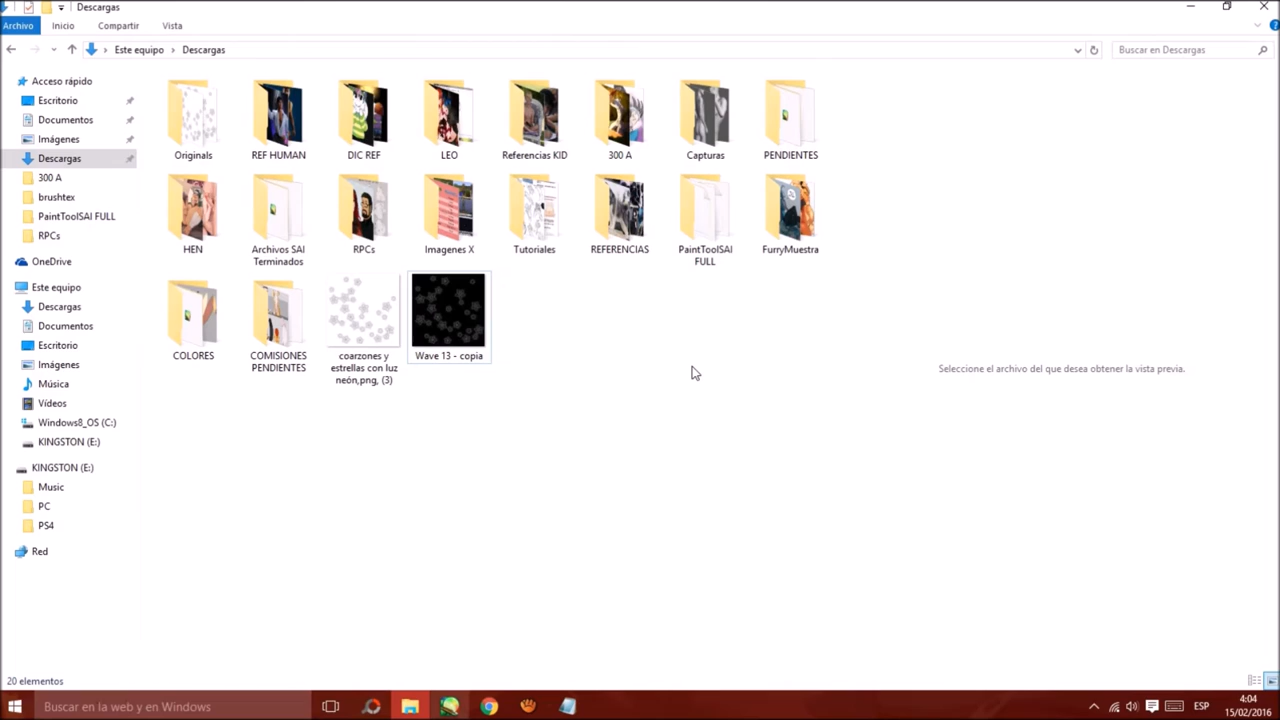 Descargas
Archivo Inicio Compartir Vista
Este equipo Descargas Buscar en Descargas
Acceso rápido
Escritorio
Documentos
Imágenes
Descargas
300 A
brushtex
PaintToolSAI FULL
RPCs
OneDrive
Este equipo
Descargas
Documentos
Escritorio
Imágenes
Música
Vídeos
Windows8_OS (C:)
KINGSTON (E:)
KINGSTON (E:)
Music
PC
PS4
Red
Originals REF HUMAN DIC REF LEO Referencias KID 300 A Capturas PENDIENTES
HEN Archivos SAI RPCs Imagenes X Tutoriales REFERENCIAS PaintToolSAI FurryMuestra
Terminados FULL
COLORES COMISIONES coarzones y Wave 13 - copia
PENDIENTES estrellas con luz
neón,png, (3)
Seleccione el archivo del que desea obtener la vista previa.
20 elementos
Buscar en la web y en Windows ESP 4:04
15/02/2016